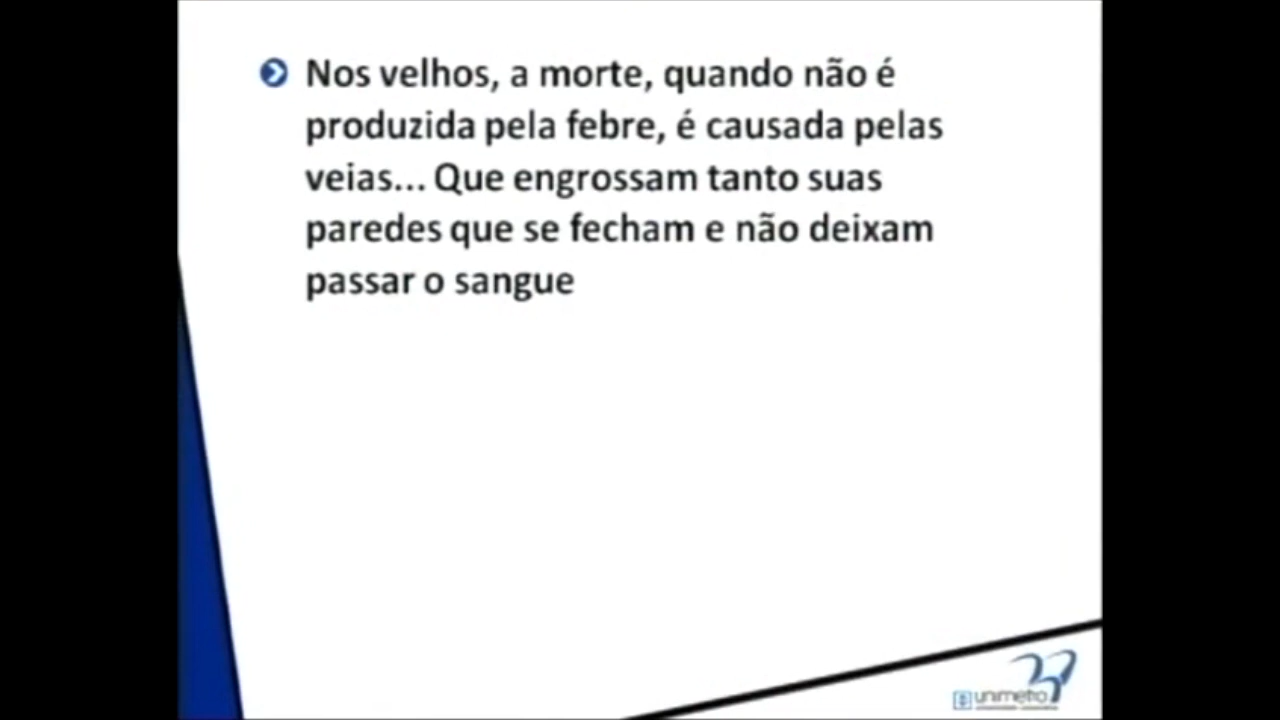 Nos velhos, a morte, quando não é
produzida pela febre, é causada pelas
veias... Que engrossam tanto suas
paredes que se fecham e não deixam
passar o sangue
unimetro